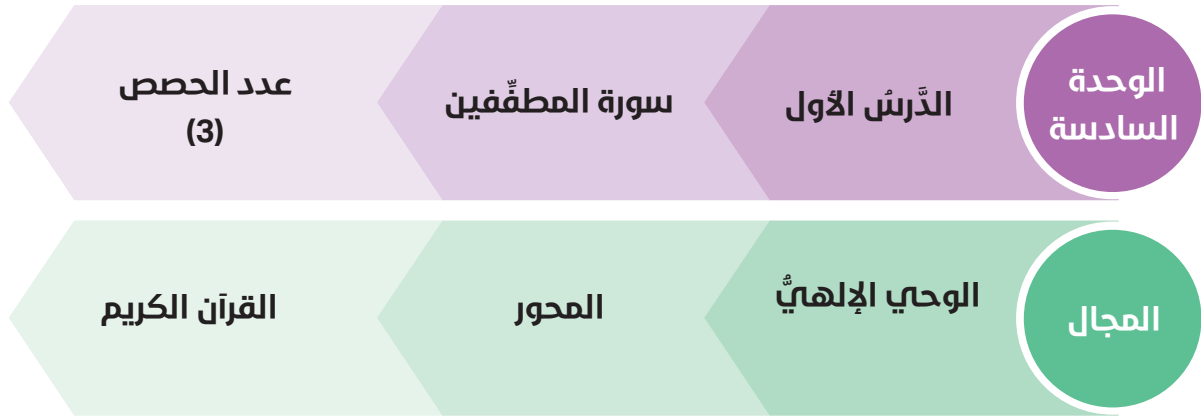 الوحدة
السادسة
الدَّرسُ الأول
سورة المطفِّفين
عدد الحصص
(3)
المجال
الوحي الإلهيُّ
المحور
القرآن الكريم